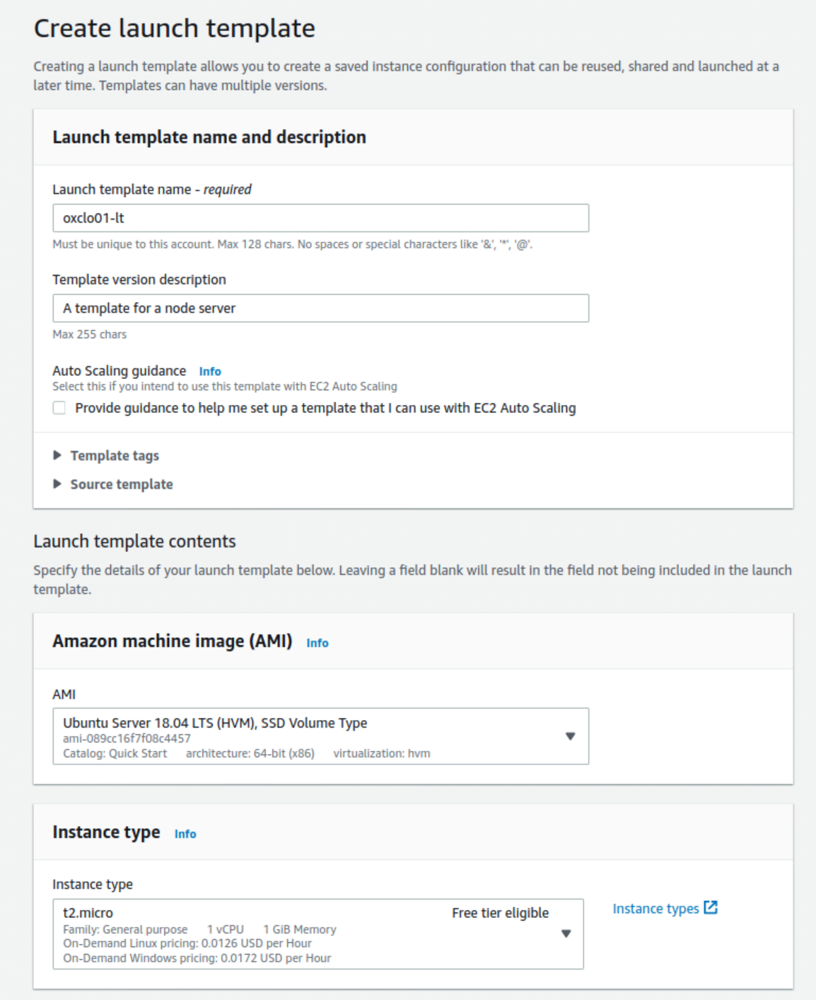 Create launch template
Creating a launch template allows you to create a saved instance configuration that can be reused, shared and launched at a
later time. Templates can have multiple versions.
Launch template name and description
Launch template name - required
oxclo01-lt
Must be unique to this account. Max 128 chars. No spaces or special characters like '&', '*', '@'.
Template version description
A template for a node server
Max 255 chars
Auto Scaling guidance Info
Select this if you intend to use this template with EC2 Auto Scaling
Provide guidance to help me set up a template that I can use with EC2 Auto Scaling
Template tags
Source template
Launch template contents
Specify the details of your launch template below. Leaving a field blank will result in the field not being included in the launch
template.
Amazon machine image (AMI) Info
AMI
Ubuntu Server 18.04 LTS (HVM), SSD Volume Type
ami-089cc16f7f08c4457
Catalog: Quick Start architecture: 64-bit (x86) virtualization: hvm
Instance type Info
Instance type
t2.micro Free tier eligible
Family: General purpose 1 vCPU 1 GiB Memory
On-Demand Linux pricing: 0.0126 USD per Hour
On-Demand Windows pricing: 0.0172 USD per Hour
Instance types